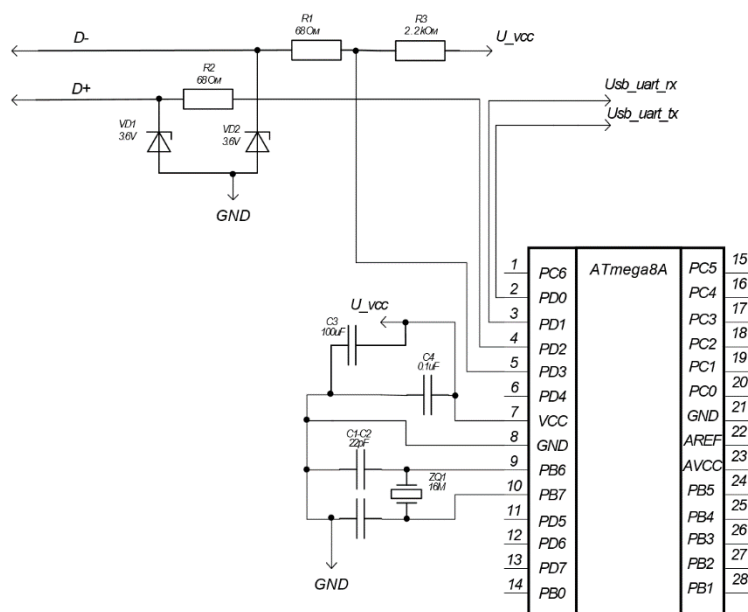 D-
R1
68Ом
R3
2.2kОм
U_vcc
D+
R2
68Ом
Usb_uart_rx
Usb_uart_tx
VD1
3.6V
VD2
3.6V
GND
ATmega8A
1 PC6
2 PD0
3 PD1
4 PD2
5 PD3
6 PD4
7 VCC
8 GND
9 PB6
10 PB7
11 PD5
12 PD6
13 PD7
14 PB0
PC5 15
PC4 16
PC3 17
PC2 18
PC1 19
PC0 20
GND 21
AREF 22
AVCC 23
PB5 24
PB4 25
PB3 26
PB2 27
PB1 28
U_vcc
C3
100uF
C4
0.1uF
C1-C2
22pF
ZQ1
16M
GND